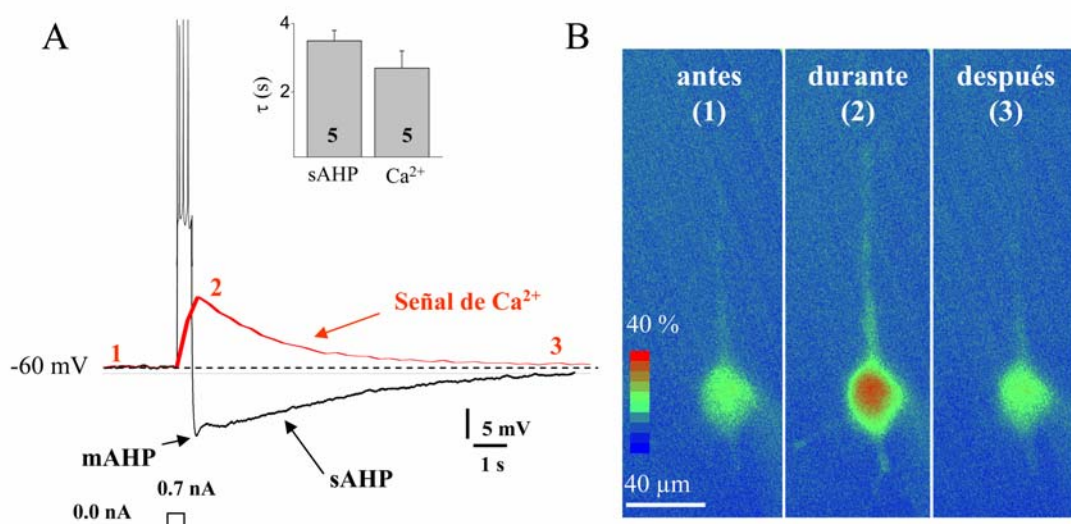 A
4
2
τ (s)
5
5
sAHP
Ca²⁺
1
2
3
Señal de Ca²⁺
-60 mV
mAHP
sAHP
5 mV
1 s
0.7 nA
0.0 nA
B
antes
(1)
durante
(2)
después
(3)
40 %
40 µm